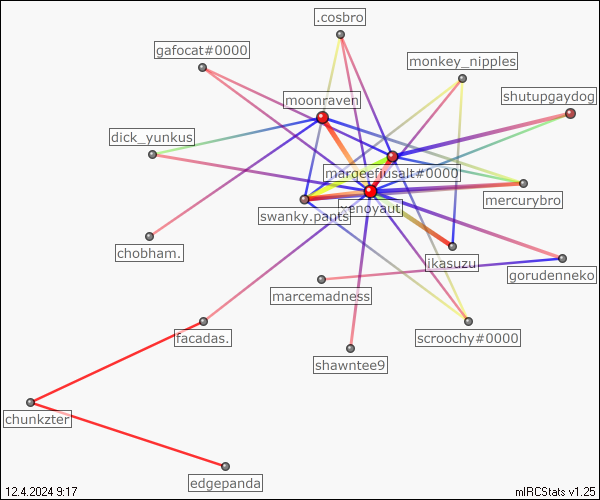 .cosbro
gafocat#0000
monkey_nipples
shutupgaydog
moonraven
dick_yunkus
margeefiusalt#0000
mercurybro
xenoyaut
swanky.pants
chobham.
ikasuzu
gorudenneko
marcemadness
facadas.
scroochy#0000
shawntee9
chunkzter
edgepanda
12.4.2024 9:17
mIRCStats v1.25